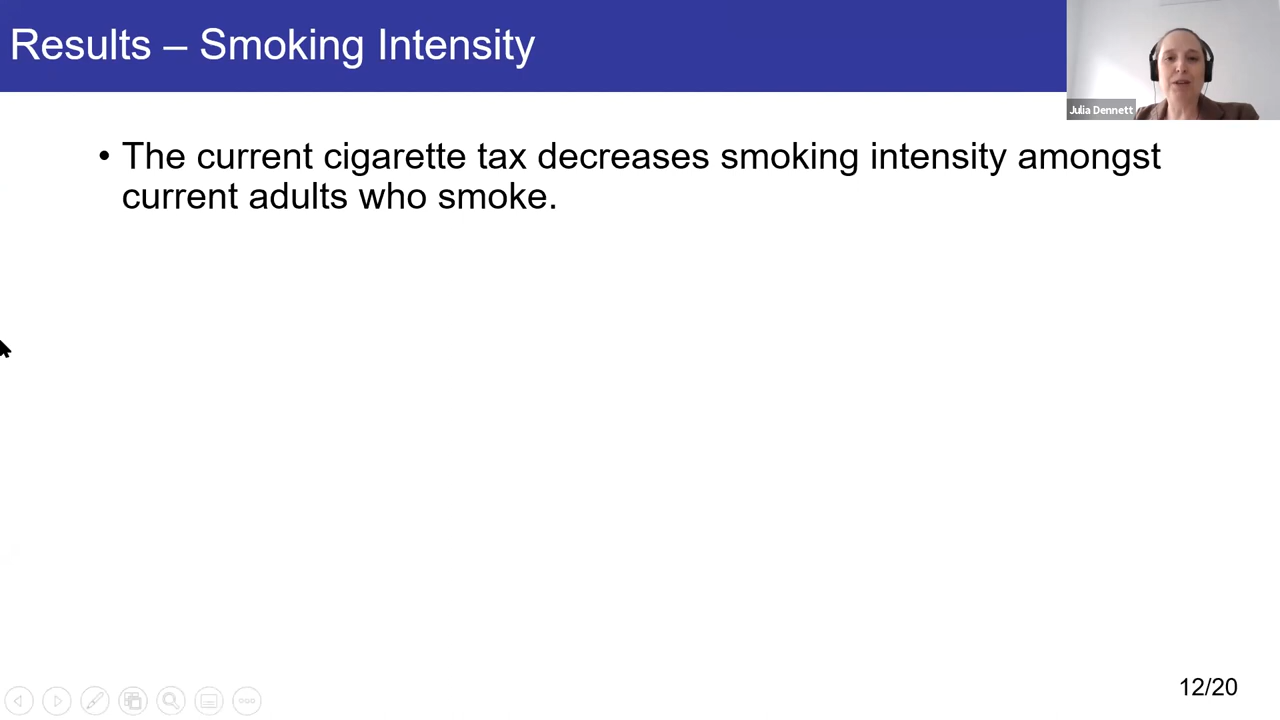 Results – Smoking Intensity
Julia Dennett
• The current cigarette tax decreases smoking intensity amongst
current adults who smoke.
12/20